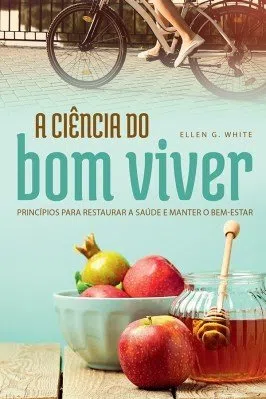 A CIÊNCIA DO
ELLEN G. WHITE
bom viver
PRINCÍPIOS PARA RESTAURAR A SAÚDE E MANTER O BEM-ESTAR